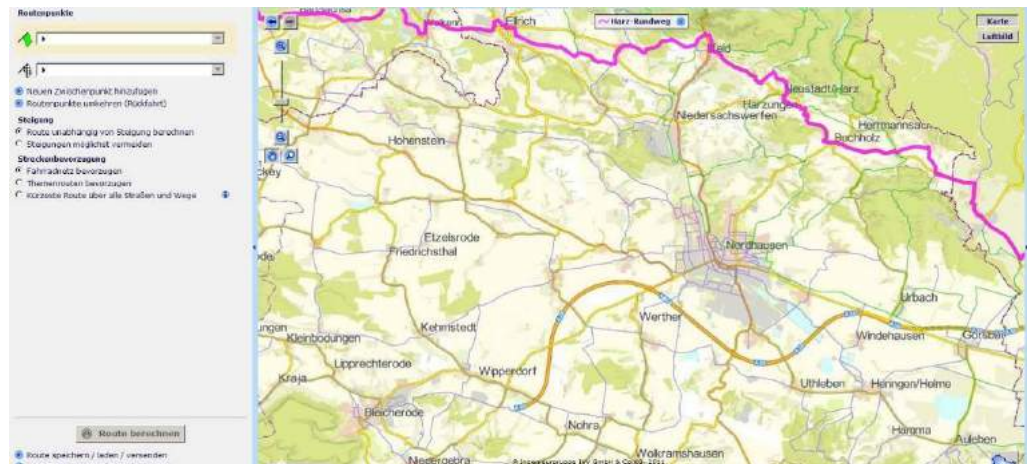 Routenpunkte
Neuen Zwischenpunkt hinzufügen
Routenpunkte umkehren (Rückfahrt)
Steigung
Route unabhängig von Steigung berechnen
Steigungen möglichst vermeiden
Streckenbevorzugung
Fahrradnetz bevorzugen
Themenrouten bevorzugen
Kürzeste Route über alle Straßen und Wege
Route berechnen
Route speichern / laden / versenden
Harz-Rundweg
Karte
Luftbild
Ellrich
Ilfeld
Neustadt/Harz
Harzungen
Niedersachswerfen
Herrmannsacker
Buchholz
Hohenstein
Etzelsrode
Friedrichsthal
Nordhausen
Urbach
Werther
Windehausen
Kehmstedt
Kleinbodungen
Lipprechterode
Wipperdorf
Kraja
Uthleben
Heringen/Helme
Bleicherode
Nohra
Hamma
Auleben
Wolkramshausen
Niedergebra